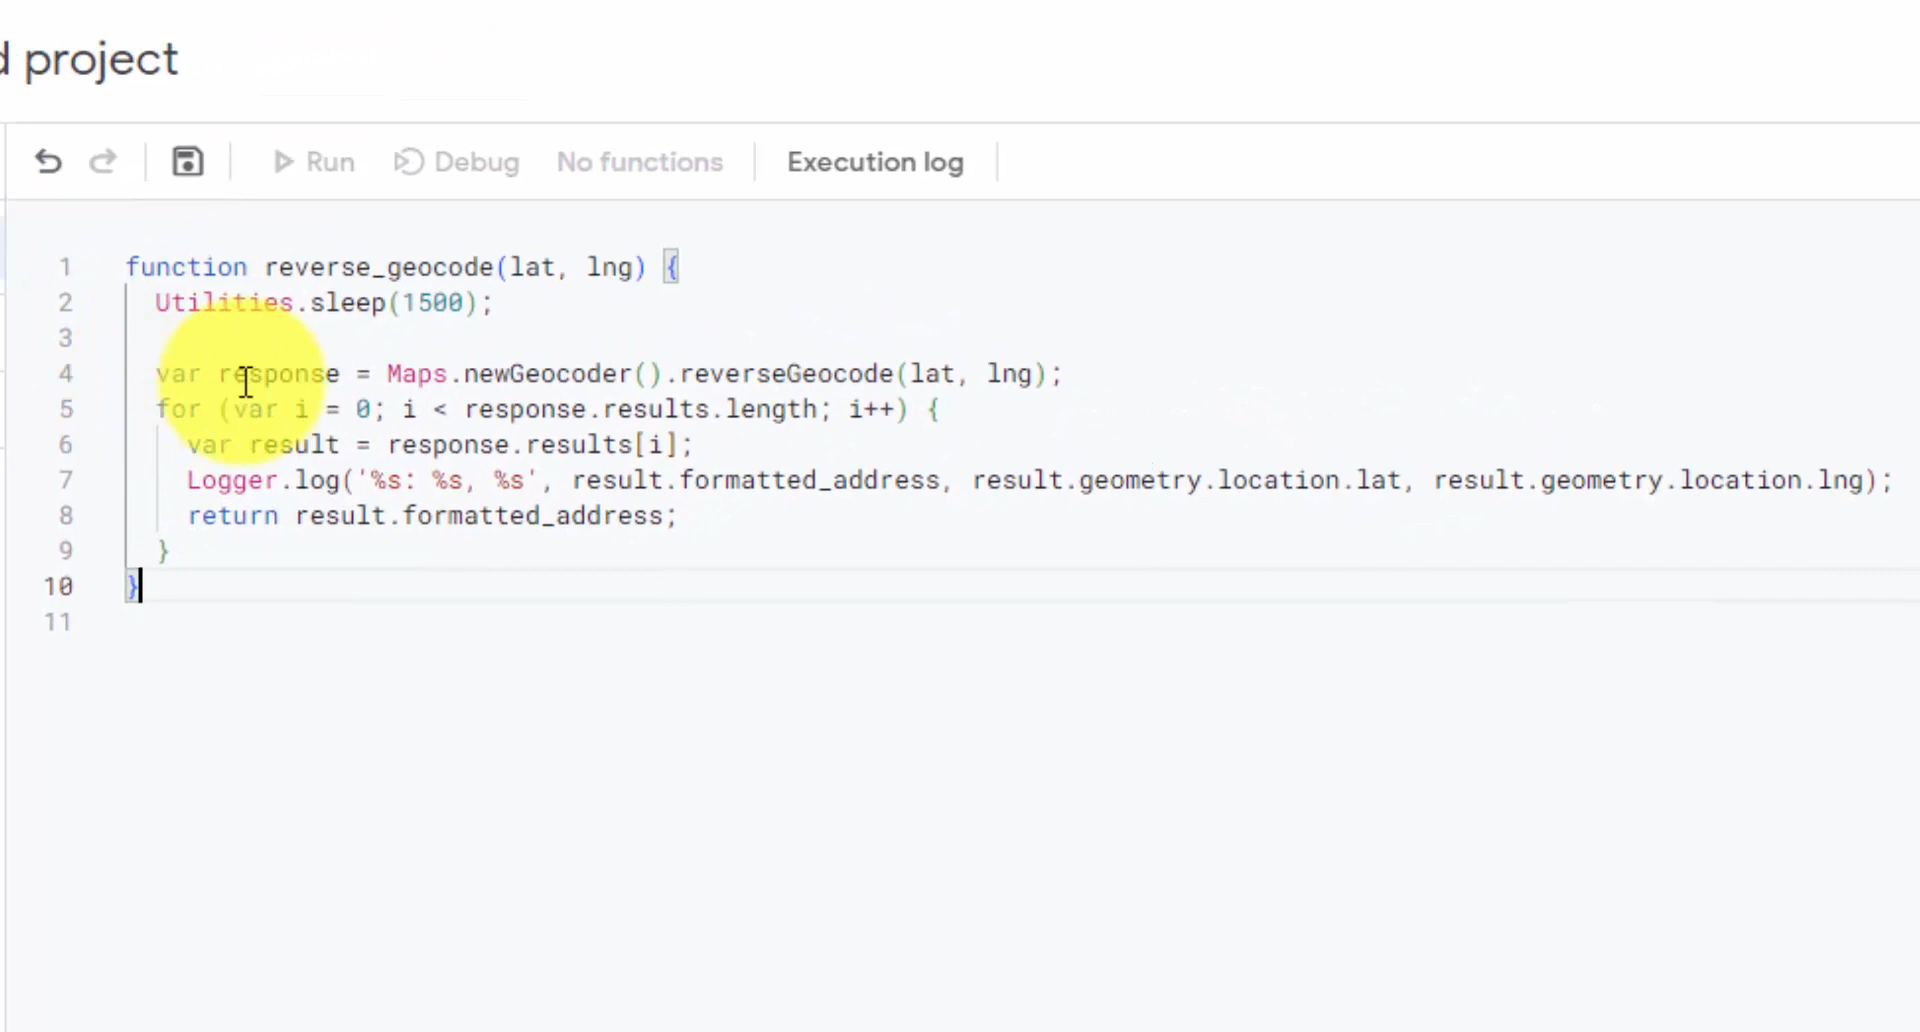 d project
Run Debug No functions Execution log
1 function reverse_geocode(lat, lng) {
2 Utilities.sleep(1500);
3
4 var response = Maps.newGeocoder().reverseGeocode(lat, lng);
5 for (var i = 0; i < response.results.length; i++) {
6 var result = response.results[i];
7 Logger.log('%s: %s, %s', result.formatted_address, result.geometry.location.lat, result.geometry.location.lng);
8 return result.formatted_address;
9 }
10 }
11